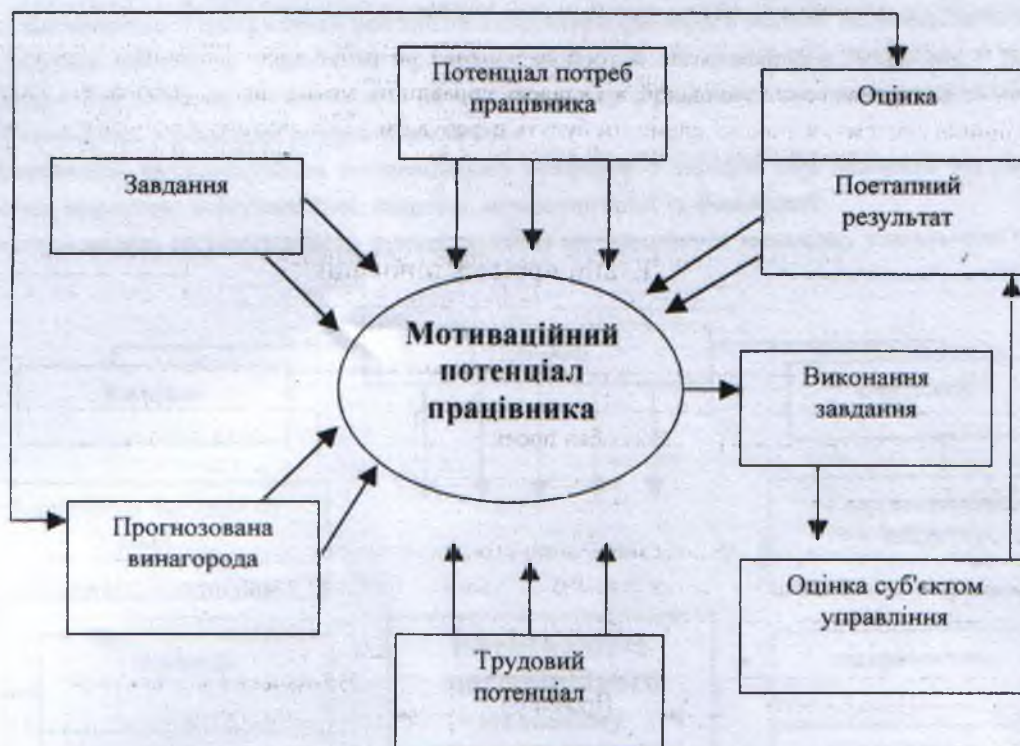 Потенціал потреб
працівника
Оцінка
Поетапний
результат
Завдання
Мотиваційний
потенціал
працівника
Виконання
завдання
Прогнозована
винагорода
Оцінка суб'єктом
управління
Трудовий
потенціал